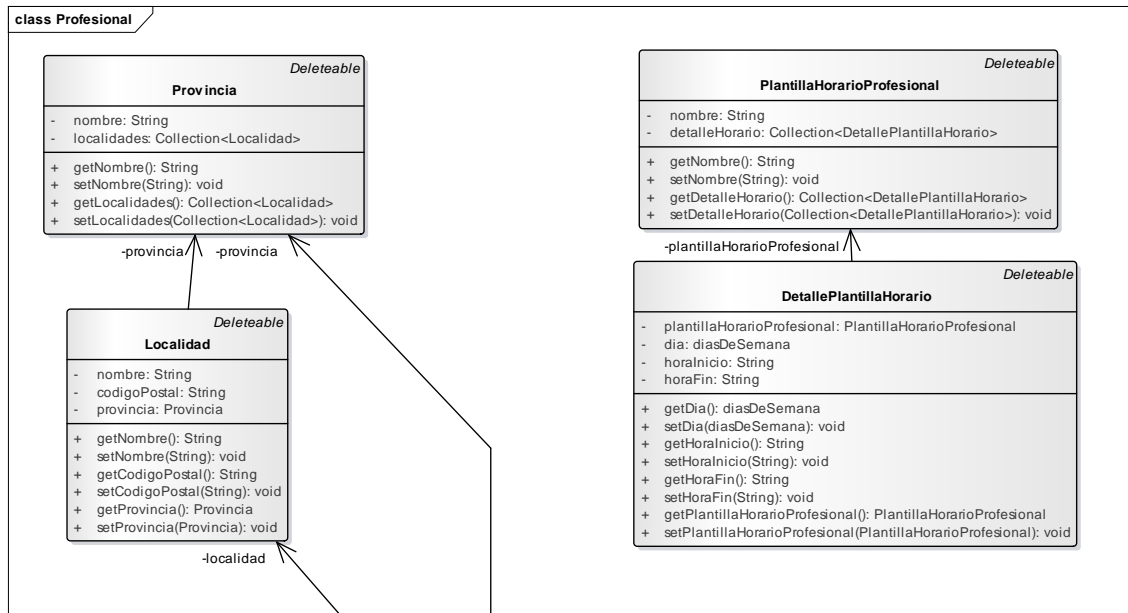 class Profesional
Deleteable
Provincia
- nombre: String
- localidades: Collection<Localidad>
+ getNombre(): String
+ setNombre(String): void
+ getLocalidades(): Collection<Localidad>
+ setLocalidades(Collection<Localidad>): void
-provincia
-provincia
Deleteable
Localidad
- nombre: String
- codigoPostal: String
- provincia: Provincia
+ getNombre(): String
+ setNombre(String): void
+ getCodigoPostal(): String
+ setCodigoPostal(String): void
+ getProvincia(): Provincia
+ setProvincia(Provincia): void
-localidad
Deleteable
PlantillaHorarioProfesional
- nombre: String
- detalleHorario: Collection<DetallePlantillaHorario>
+ getNombre(): String
+ setNombre(String): void
+ getDetalleHorario(): Collection<DetallePlantillaHorario>
+ setDetalleHorario(Collection<DetallePlantillaHorario>): void
-plantillaHorarioProfesional
Deleteable
DetallePlantillaHorario
- plantillaHorarioProfesional: PlantillaHorarioProfesional
- dia: diasDeSemana
- horaInicio: String
- horaFin: String
+ getDia(): diasDeSemana
+ setDia(diasDeSemana): void
+ getHoraInicio(): String
+ setHoraInicio(String): void
+ getHoraFin(): String
+ setHoraFin(String): void
+ getPlantillaHorarioProfesional(): PlantillaHorarioProfesional
+ setPlantillaHorarioProfesional(PlantillaHorarioProfesional): void